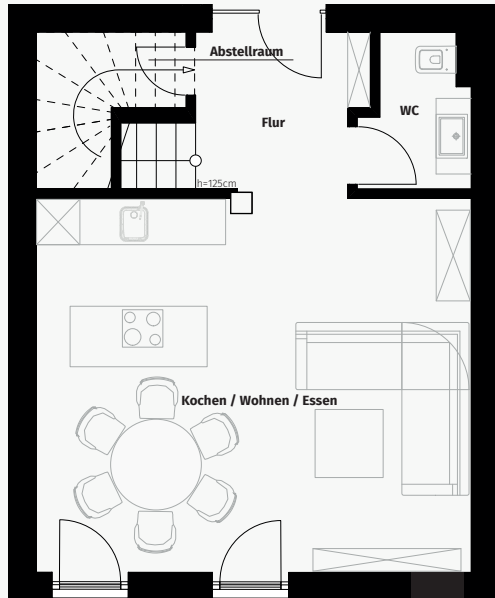 Abstellraum
WC
Flur
h=125cm
Kochen / Wohnen / Essen